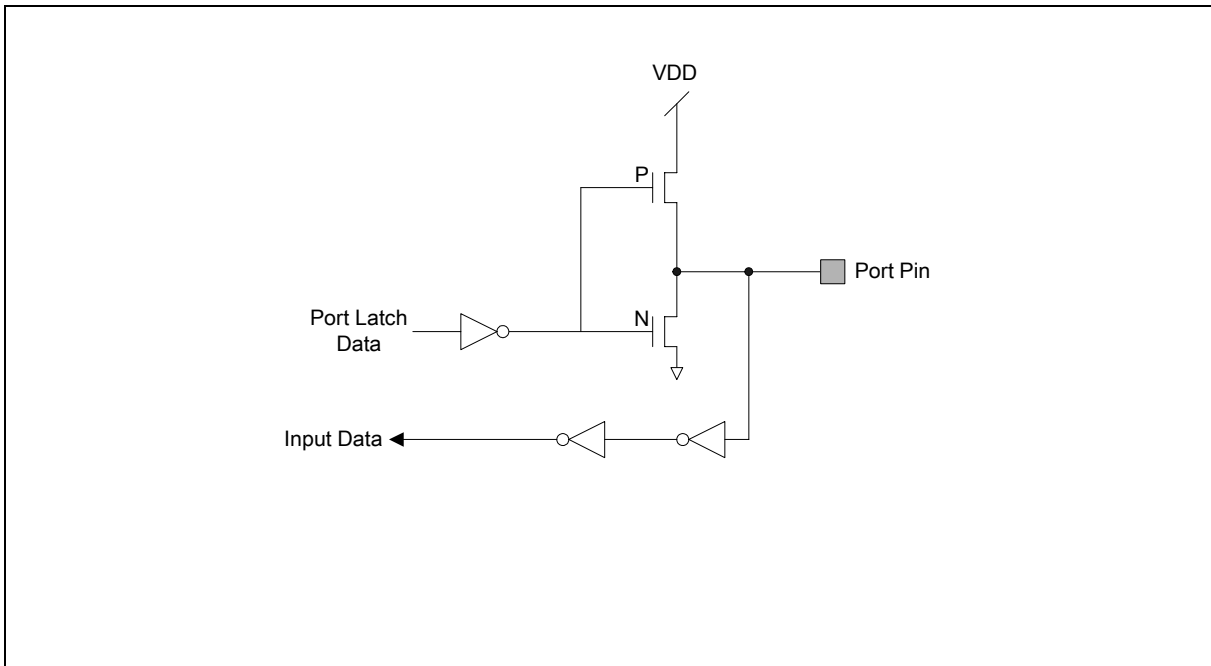 VDD
P
Port Pin
N
Port Latch
Data
Input Data